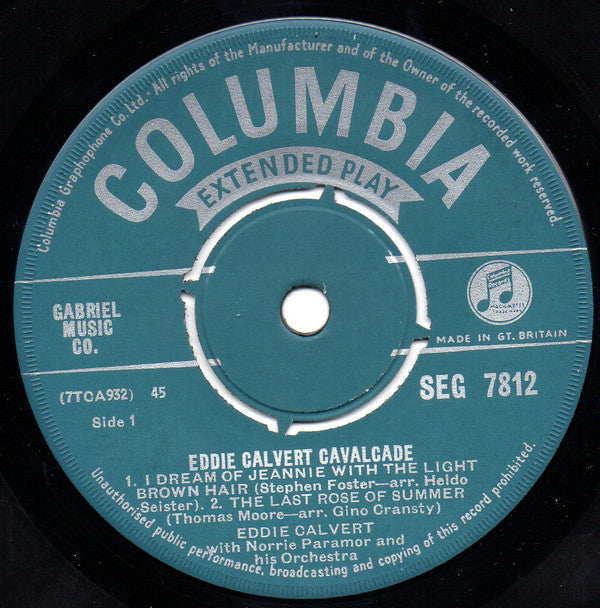 Columbia Graphophone Co. Ltd. · All rights of the Manufacturer and of the Owner of the recorded work reserved.
COLUMBIA
EXTENDED PLAY
GABRIEL
MUSIC
CO.
MAGIC NOTES
TRADE MARK
MADE IN GT. BRITAIN
(7TCA932) 45
SEG 7812
Side 1
EDDIE CALVERT CAVALCADE
1. I DREAM OF JEANNIE WITH THE LIGHT
BROWN HAIR (Stephen Foster—arr. Heldo
Seister). 2. THE LAST ROSE OF SUMMER
(Thomas Moore—arr. Gino Cransty)
EDDIE CALVERT
with Norrie Paramor and
his Orchestra
Unauthorised public performance, broadcasting and copying of this record prohibited.